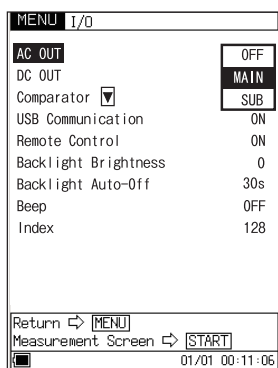 MENU I/O
AC OUT OFF
DC OUT MAIN
Comparator ▼ SUB
USB Communication ON
Remote Control ON
Backlight Brightness 0
Backlight Auto-Off 30s
Beep OFF
Index 128
Return ⇨ MENU
Measurement Screen ⇨ START
01/01 00:11:06